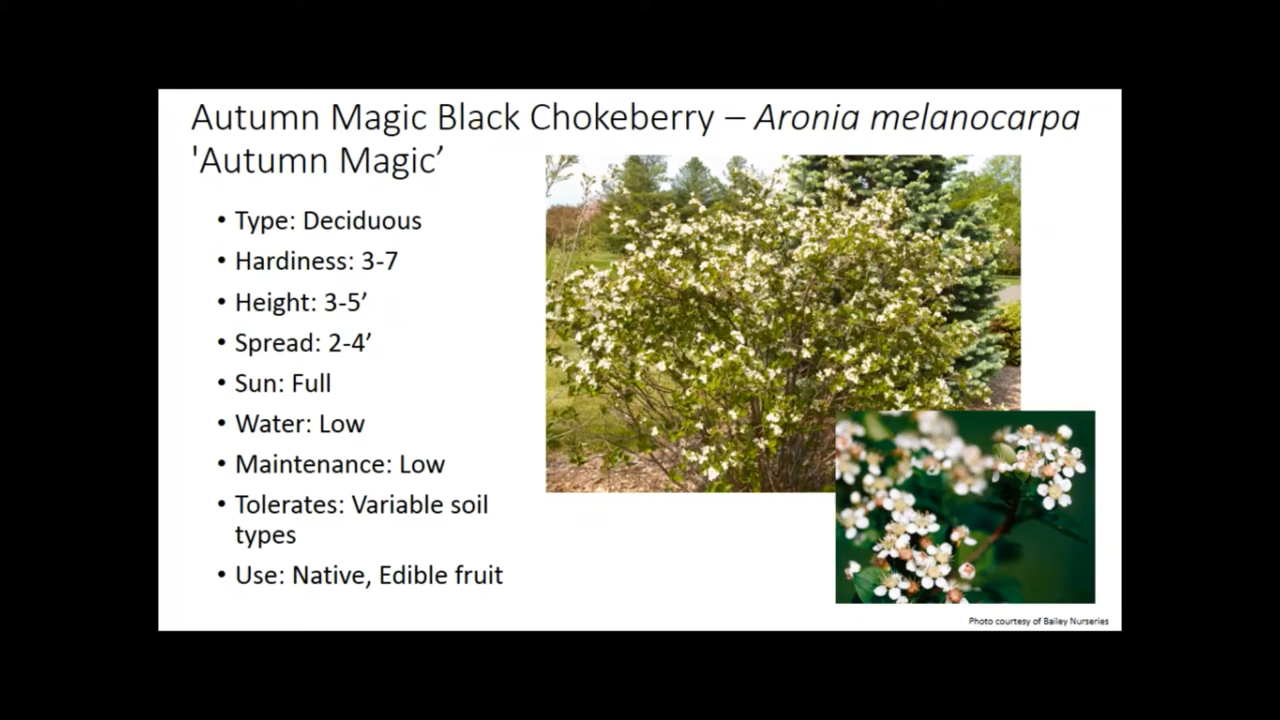 Autumn Magic Black Chokeberry – Aronia melanocarpa
'Autumn Magic’
• Type: Deciduous
• Hardiness: 3-7
• Height: 3-5’
• Spread: 2-4’
• Sun: Full
• Water: Low
• Maintenance: Low
• Tolerates: Variable soil
types
• Use: Native, Edible fruit
Photo courtesy of Bailey Nurseries